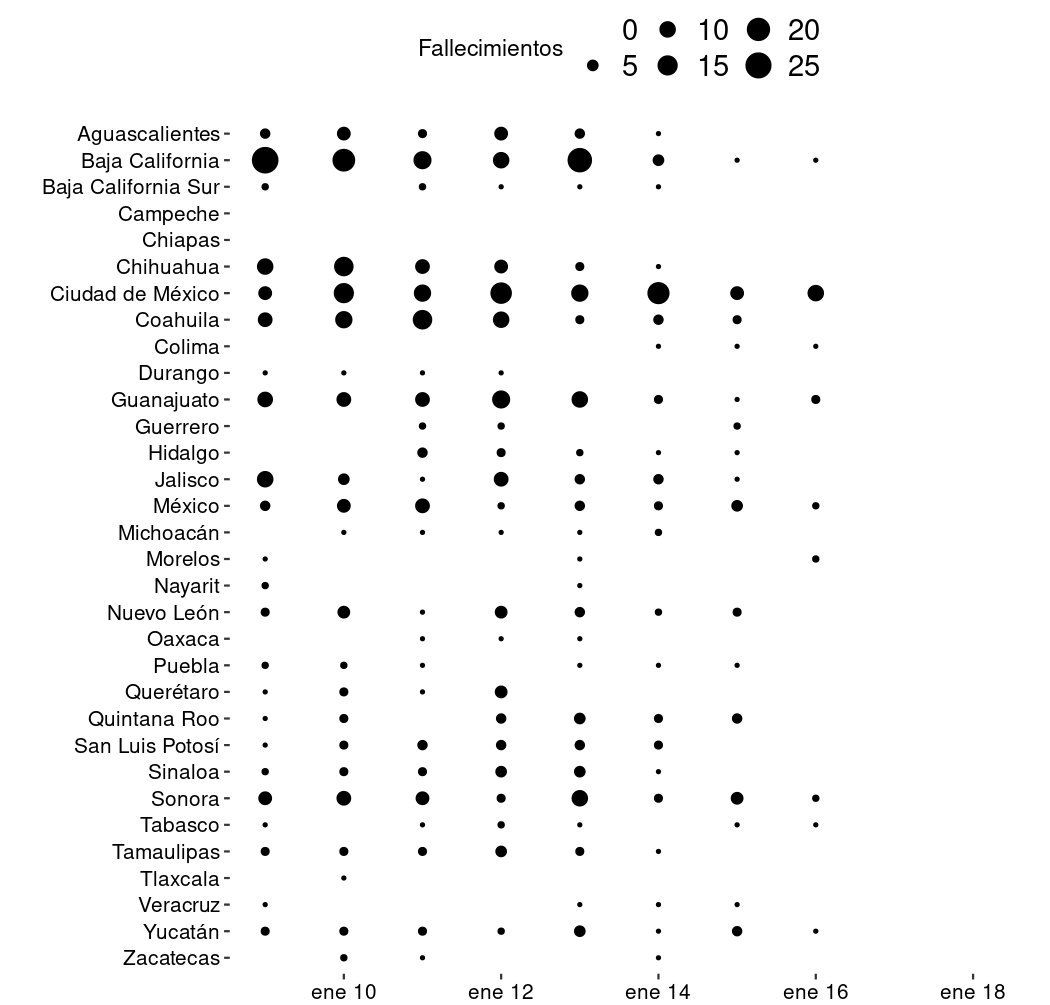 Fallecimientos
0 10 20
5 15 25
Aguascalientes
Baja California
Baja California Sur
Campeche
Chiapas
Chihuahua
Ciudad de México
Coahuila
Colima
Durango
Guanajuato
Guerrero
Hidalgo
Jalisco
México
Michoacán
Morelos
Nayarit
Nuevo León
Oaxaca
Puebla
Querétaro
Quintana Roo
San Luis Potosí
Sinaloa
Sonora
Tabasco
Tamaulipas
Tlaxcala
Veracruz
Yucatán
Zacatecas
ene 10 ene 12 ene 14 ene 16 ene 18